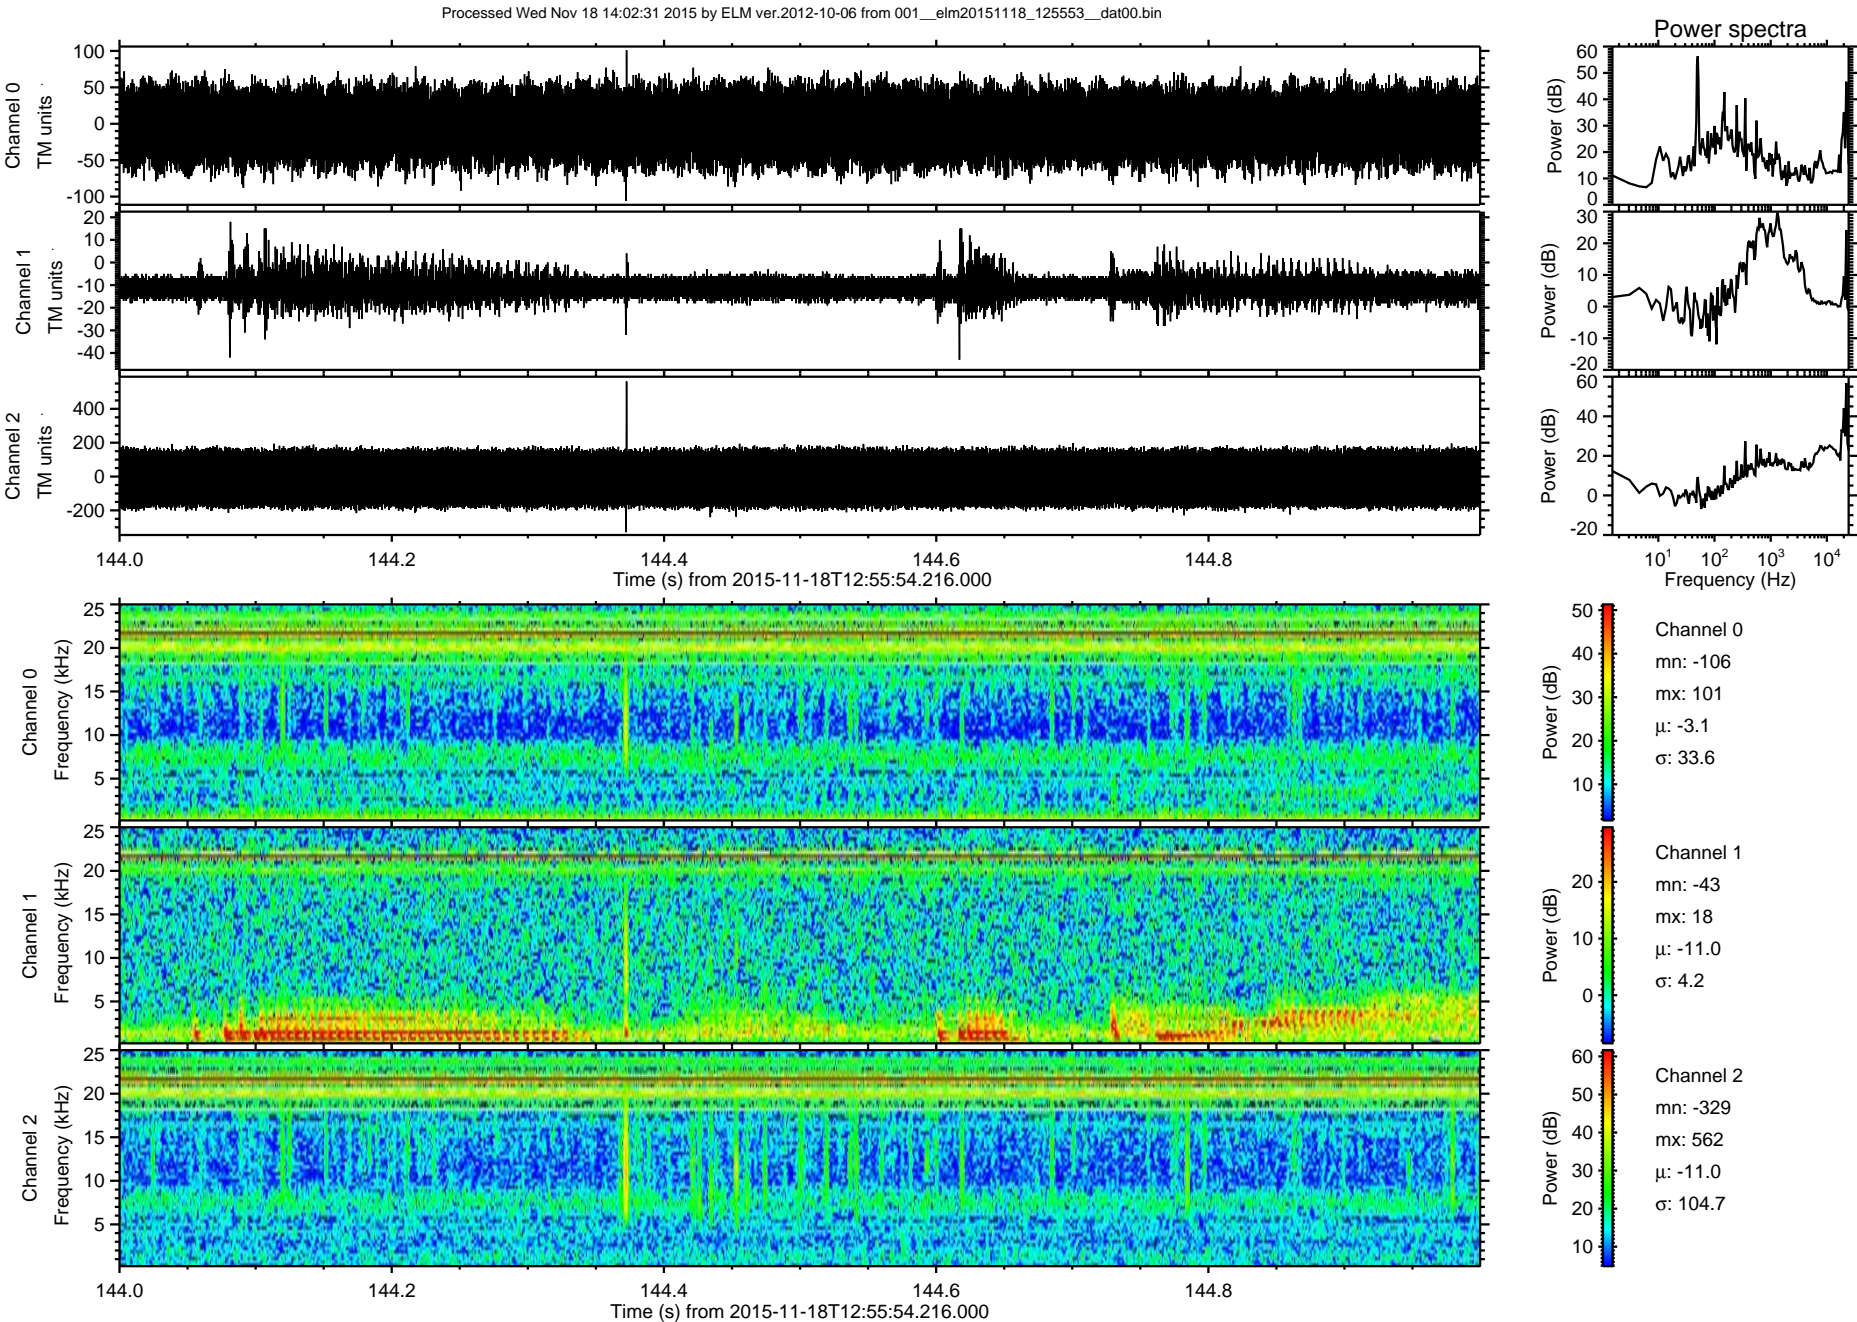 Processed Wed Nov 18 14:02:31 2015 by ELM ver.2012-10-06 from 001__elm20151118_125553__dat00.bin
Power spectra
Channel 0
TM units
100
50
0
-50
-100
Power (dB)
60
50
40
30
20
10
0
Channel 1
TM units
20
10
0
-10
-20
-30
-40
Power (dB)
30
20
10
0
-10
-20
Channel 2
TM units
400
200
0
-200
Power (dB)
60
40
20
0
-20
144.0 144.2 144.4 144.6 144.8
Time (s) from 2015-11-18T12:55:54.216.000
10¹ 10² 10³ 10⁴
Frequency (Hz)
Channel 0
Frequency (kHz)
25
20
15
10
5
Power (dB)
50
40
30
20
10
Channel 0
mn: -106
mx: 101
μ: -3.1
σ: 33.6
Channel 1
Frequency (kHz)
25
20
15
10
5
Power (dB)
20
10
0
Channel 1
mn: -43
mx: 18
μ: -11.0
σ: 4.2
Channel 2
Frequency (kHz)
25
20
15
10
5
Power (dB)
60
50
40
30
20
10
Channel 2
mn: -329
mx: 562
μ: -11.0
σ: 104.7
144.0 144.2 144.4 144.6 144.8
Time (s) from 2015-11-18T12:55:54.216.000